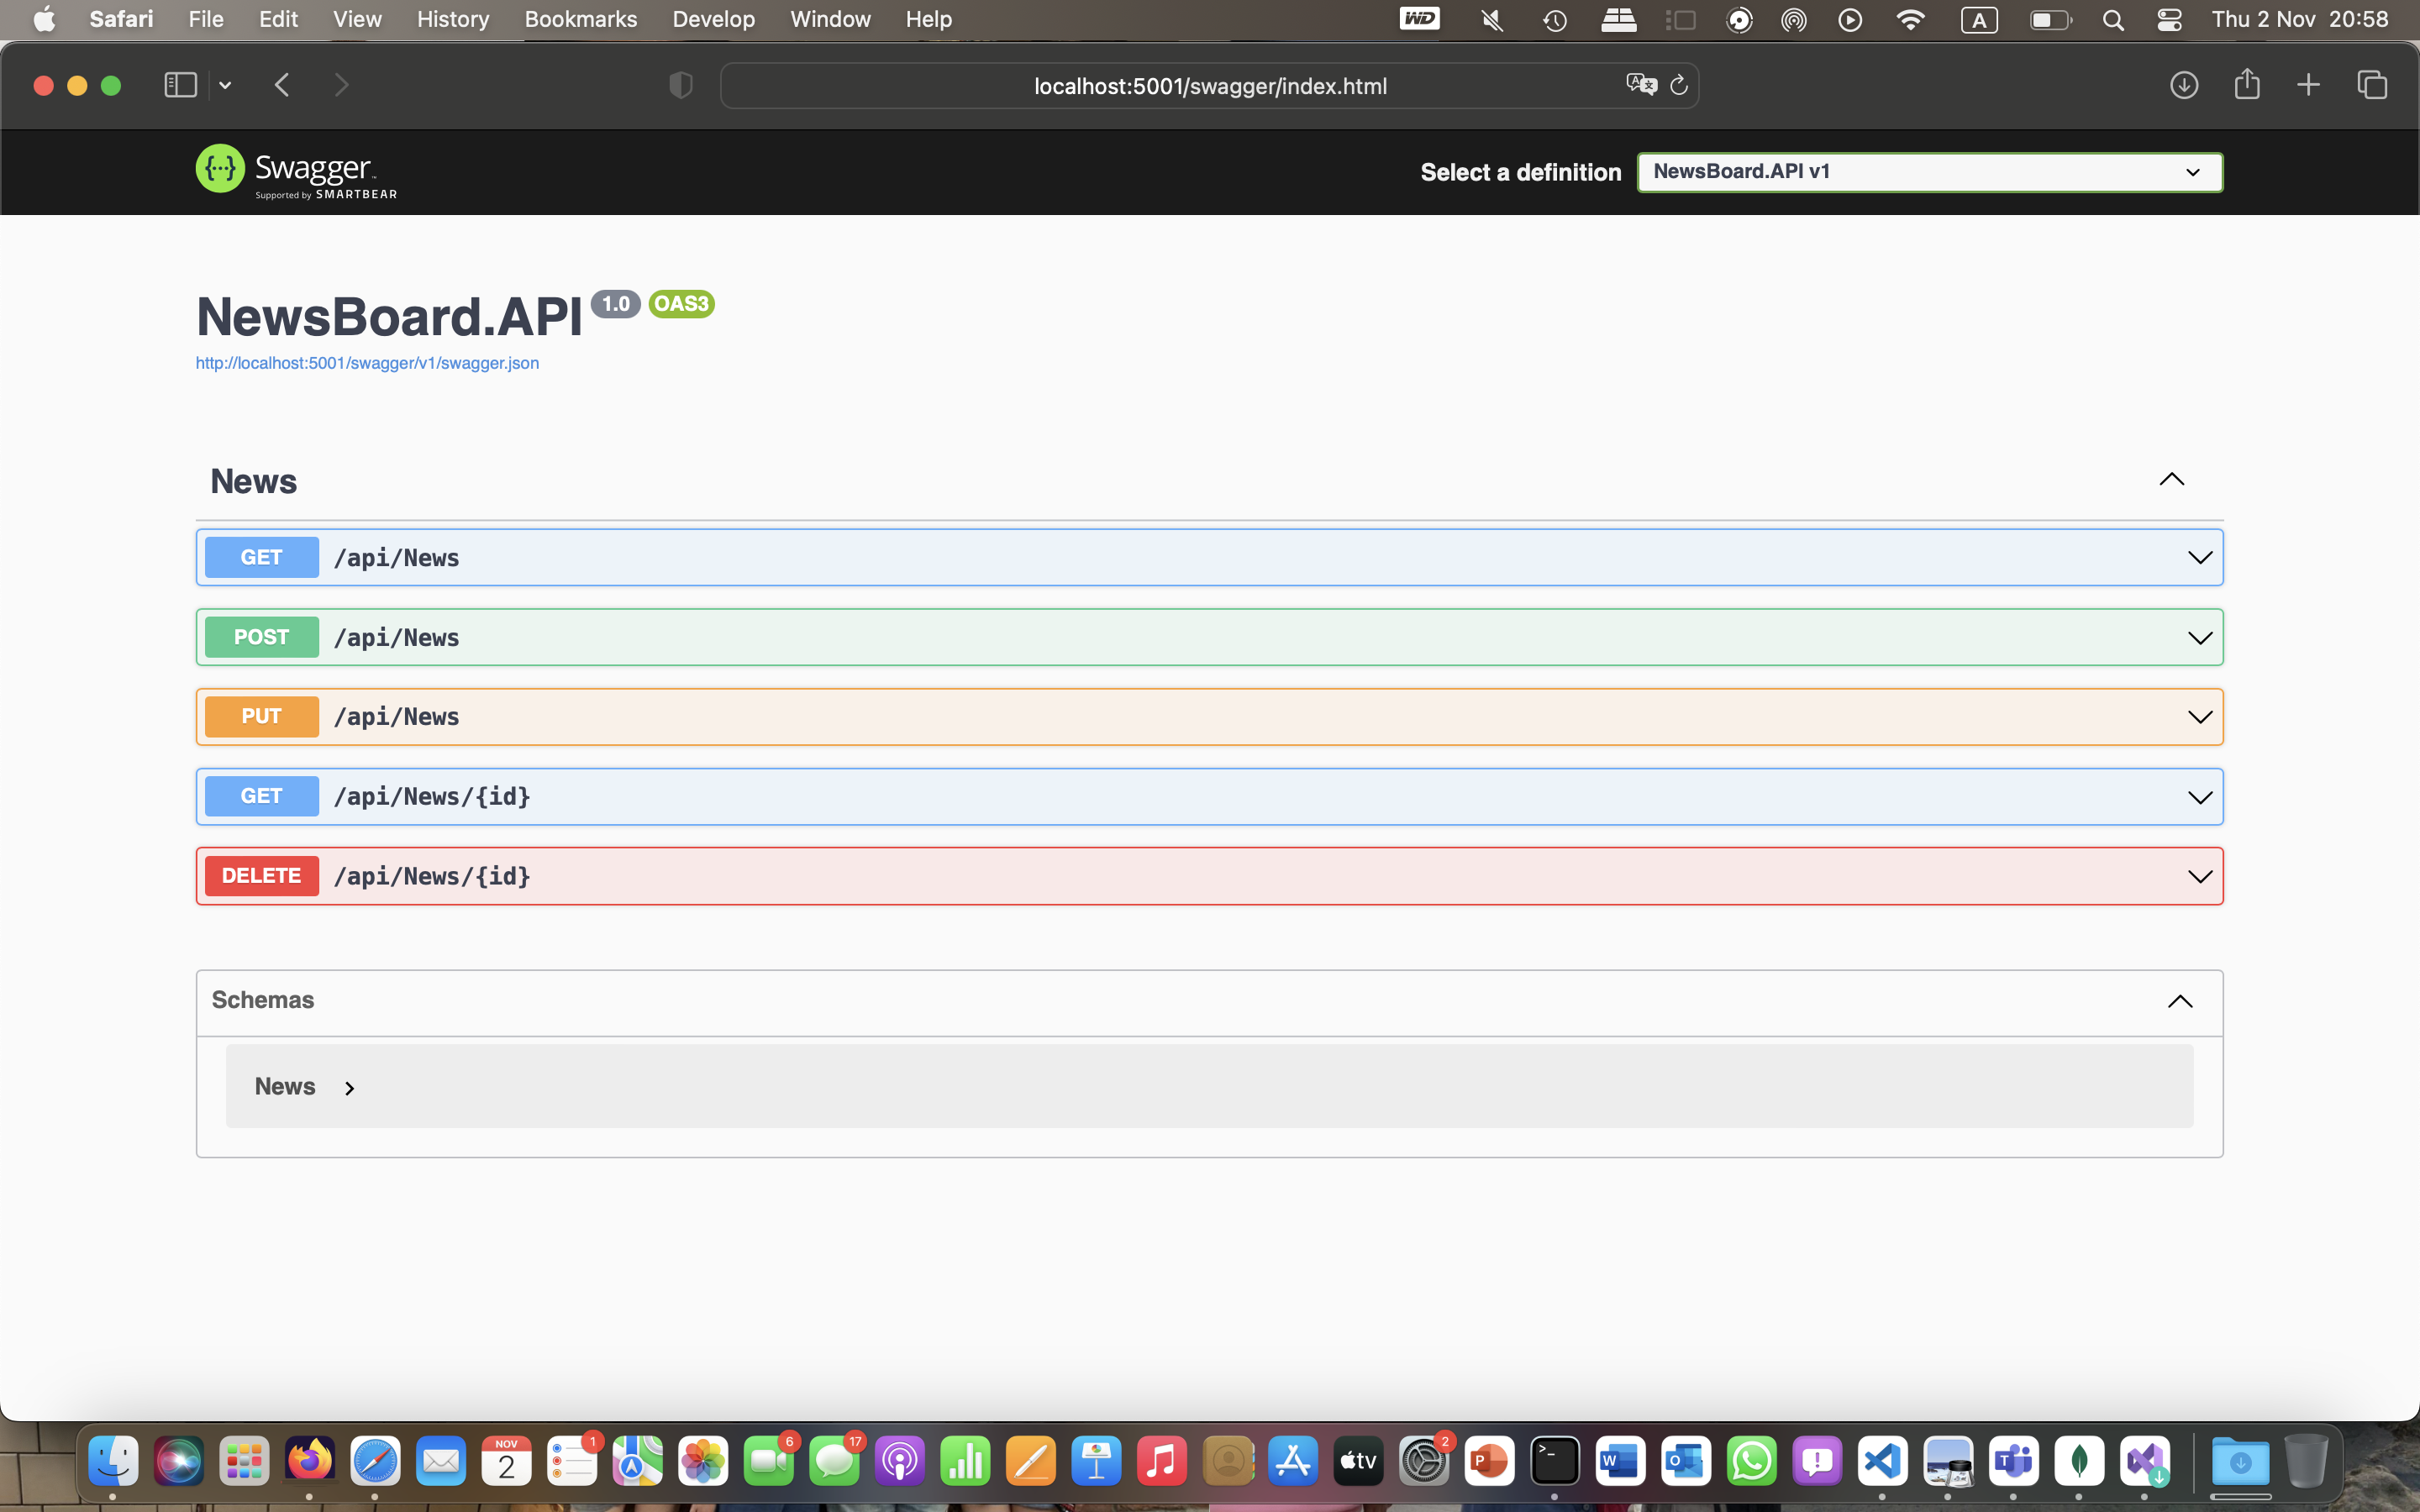 Safari File Edit View History Bookmarks Develop Window Help WD A Thu 2 Nov 20:58
localhost:5001/swagger/index.html
{...} Swagger™
Supported by SMARTBEAR
Select a definition NewsBoard.API v1
NewsBoard.API 1.0 OAS3
http://localhost:5001/swagger/v1/swagger.json
News
GET /api/News
POST /api/News
PUT /api/News
GET /api/News/{id}
DELETE /api/News/{id}
Schemas
News
NOV 1 6 17 2
2 tv P >_ W O T